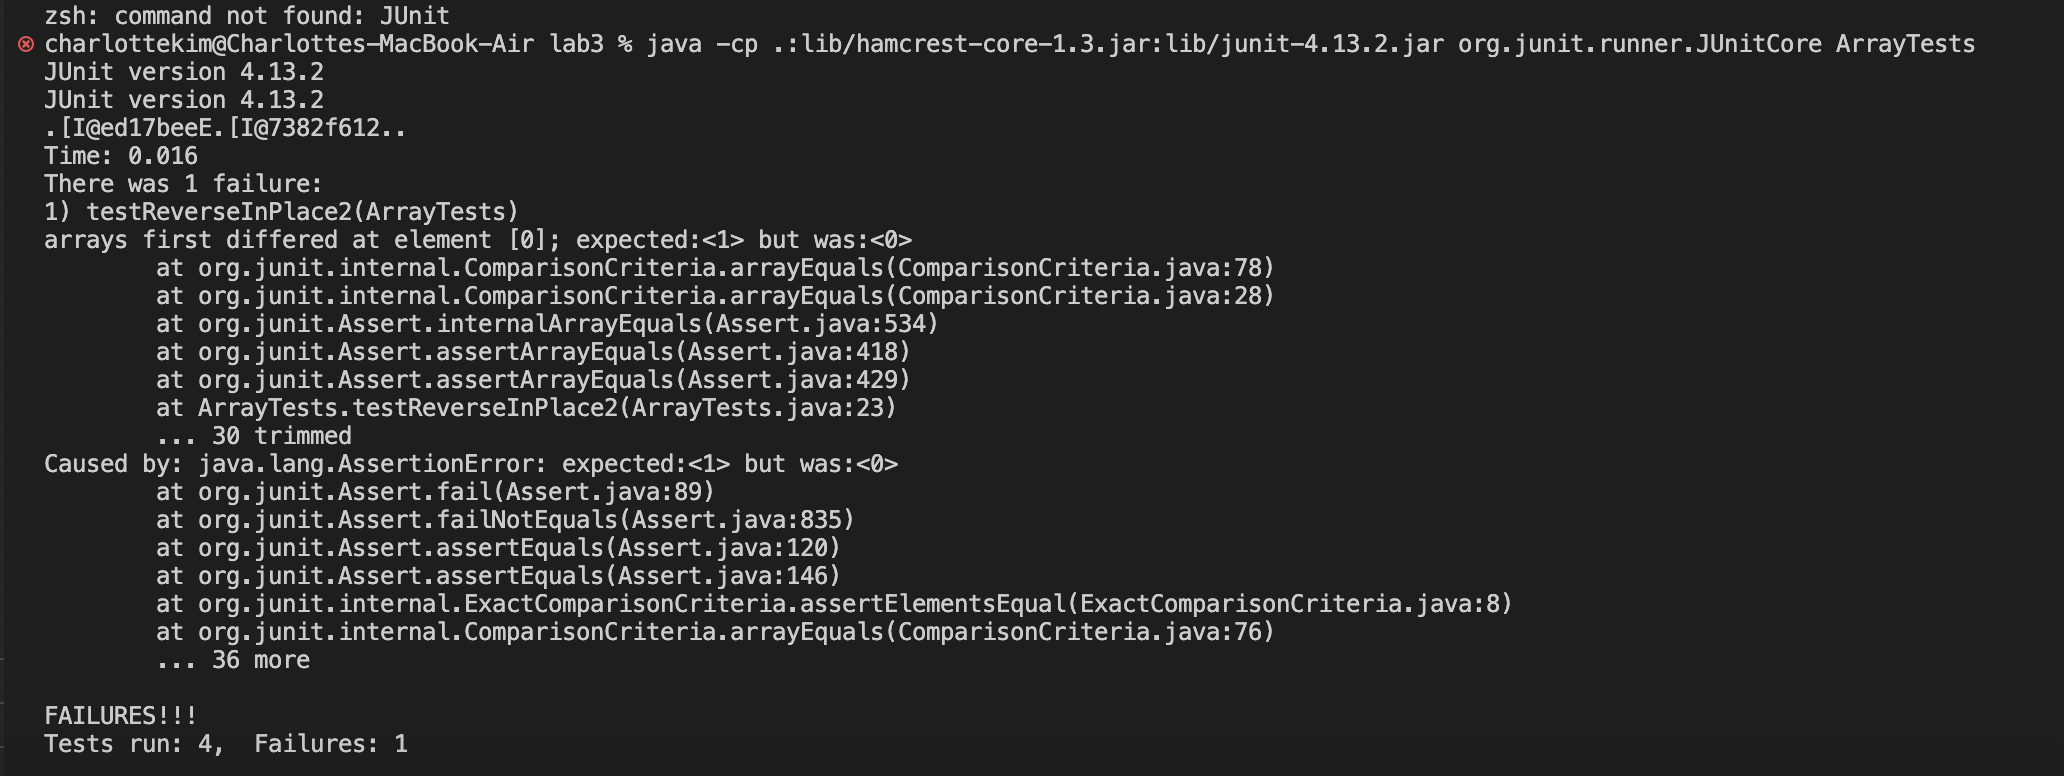 zsh: command not found: JUnit
charlottekim@Charlottes-MacBook-Air lab3 % java -cp .:lib/hamcrest-core-1.3.jar:lib/junit-4.13.2.jar org.junit.runner.JUnitCore ArrayTests
JUnit version 4.13.2
JUnit version 4.13.2
.[I@ed17beeE.[I@7382f612..
Time: 0.016
There was 1 failure:
1) testReverseInPlace2(ArrayTests)
arrays first differed at element [0]; expected:<1> but was:<0>
        at org.junit.internal.ComparisonCriteria.arrayEquals(ComparisonCriteria.java:78)
        at org.junit.internal.ComparisonCriteria.arrayEquals(ComparisonCriteria.java:28)
        at org.junit.Assert.internalArrayEquals(Assert.java:534)
        at org.junit.Assert.assertArrayEquals(Assert.java:418)
        at org.junit.Assert.assertArrayEquals(Assert.java:429)
        at ArrayTests.testReverseInPlace2(ArrayTests.java:23)
        ... 30 trimmed
Caused by: java.lang.AssertionError: expected:<1> but was:<0>
        at org.junit.Assert.fail(Assert.java:89)
        at org.junit.Assert.failNotEquals(Assert.java:835)
        at org.junit.Assert.assertEquals(Assert.java:120)
        at org.junit.Assert.assertEquals(Assert.java:146)
        at org.junit.internal.ExactComparisonCriteria.assertElementsEqual(ExactComparisonCriteria.java:8)
        at org.junit.internal.ComparisonCriteria.arrayEquals(ComparisonCriteria.java:76)
        ... 36 more

FAILURES!!!
Tests run: 4,  Failures: 1